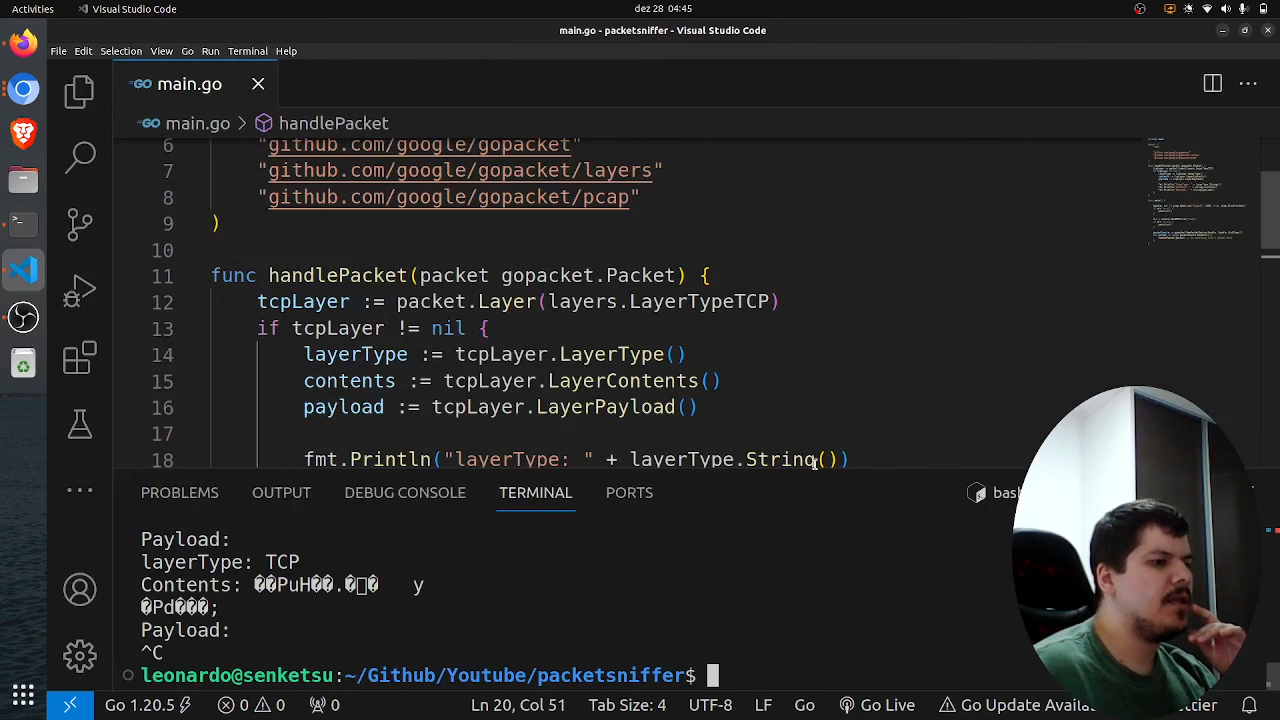 Activities
Visual Studio Code
dez 28 04:45
main.go - packetsniffer - Visual Studio Code
File Edit Selection View Go Run Terminal Help
GO main.go
GO main.go > handlePacket
6 "github.com/google/gopacket"
7 "github.com/google/gopacket/layers"
8 "github.com/google/gopacket/pcap"
9 )
10
11 func handlePacket(packet gopacket.Packet) {
12 tcpLayer := packet.Layer(layers.LayerTypeTCP)
13 if tcpLayer != nil {
14 layerType := tcpLayer.LayerType()
15 contents := tcpLayer.LayerContents()
16 payload := tcpLayer.LayerPayload()
17
18 fmt.Println("layerType: " + layerType.String())
PROBLEMS OUTPUT DEBUG CONSOLE TERMINAL PORTS
Payload:
layerType: TCP
Contents: ��PuH��.�□� y
�Pd���;
Payload:
^C
leonardo@senketsu:~/Github/Youtube/packetsniffer$
Go 1.20.5 0 0 0 Ln 20, Col 51 Tab Size: 4 UTF-8 LF Go Go Live Go Update